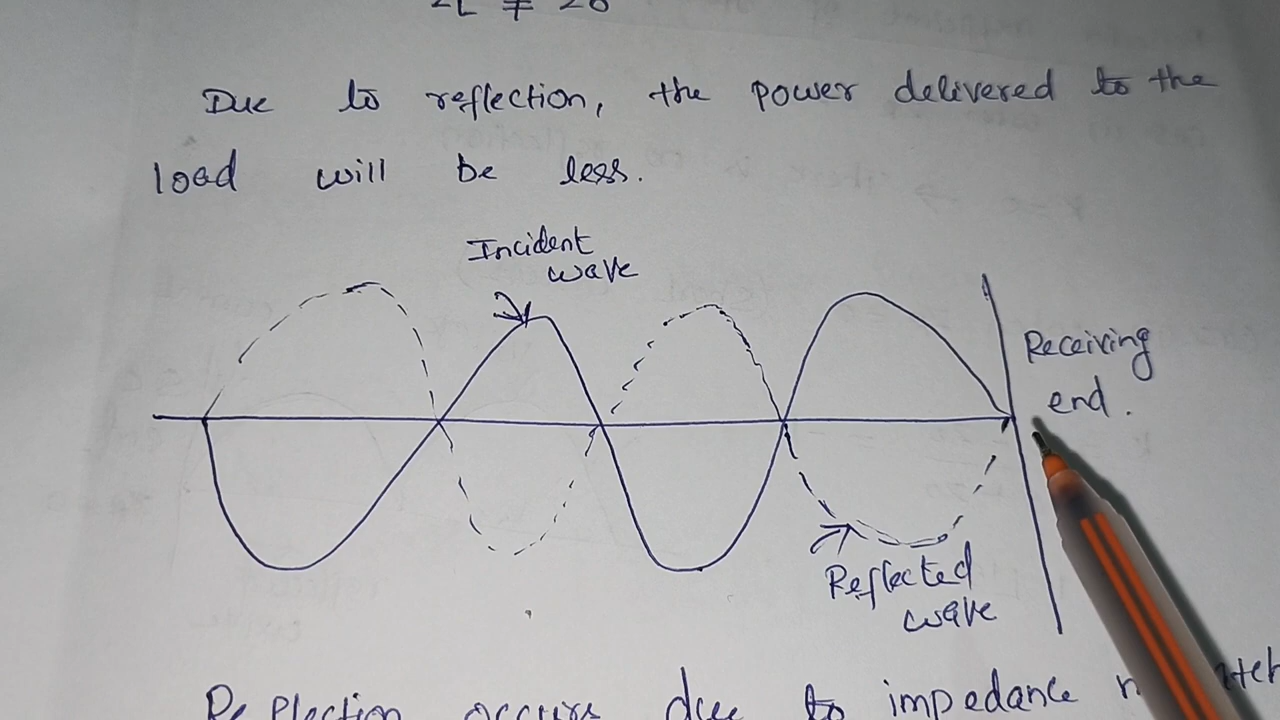 Due to reflection, the power delivered to the
load will be less.
Incident
wave
Receiving
end.
Reflected
wave
Reflection occurs due to impedance